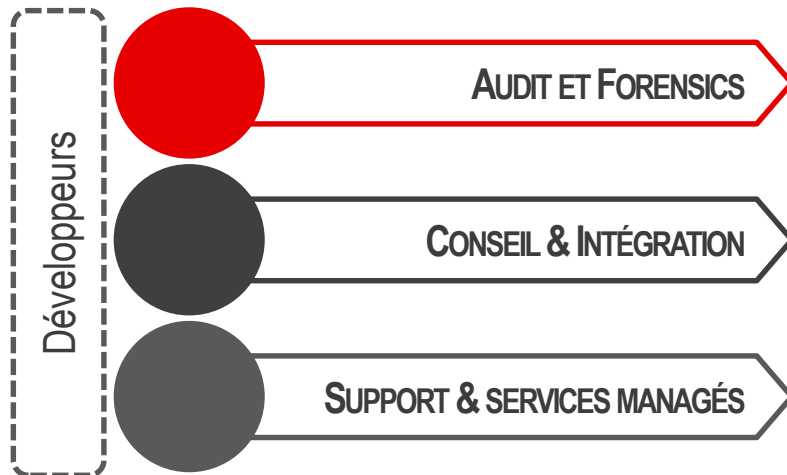 Développeurs
AUDIT ET FORENSICS
CONSEIL & INTÉGRATION
SUPPORT & SERVICES MANAGÉS